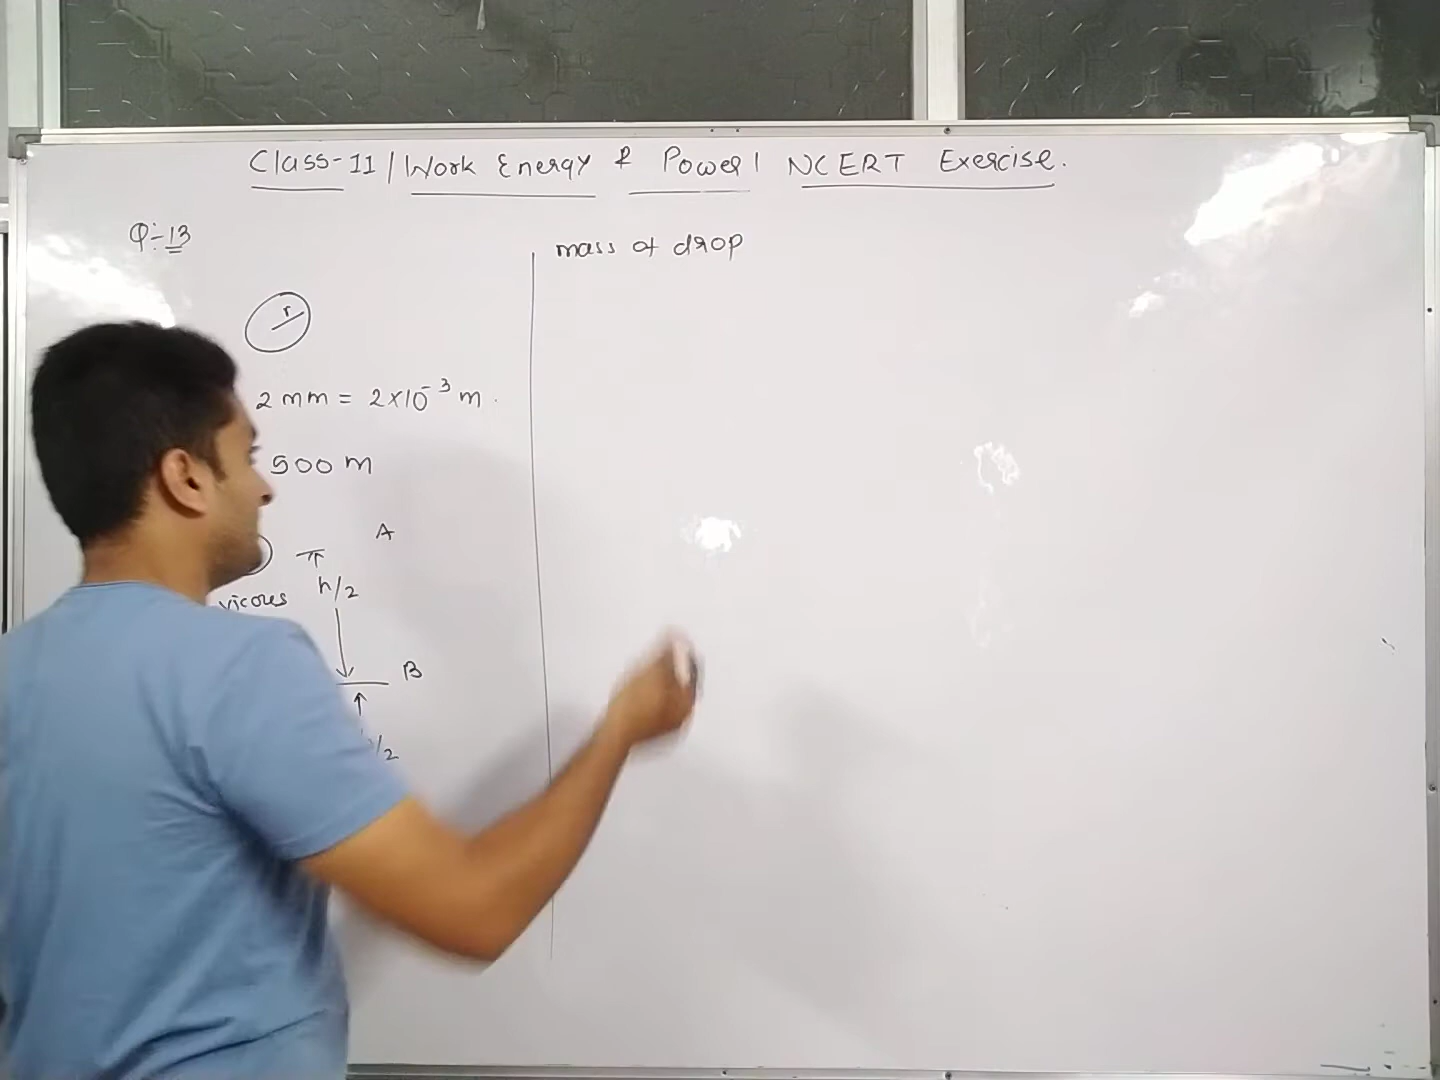 Class-11 / Work Energy & Power | NCERT Exercise.
Q÷-13
r
2 mm = 2×10⁻³ m.
500 m
A
h/2
vicous
B
/2
mass of drop